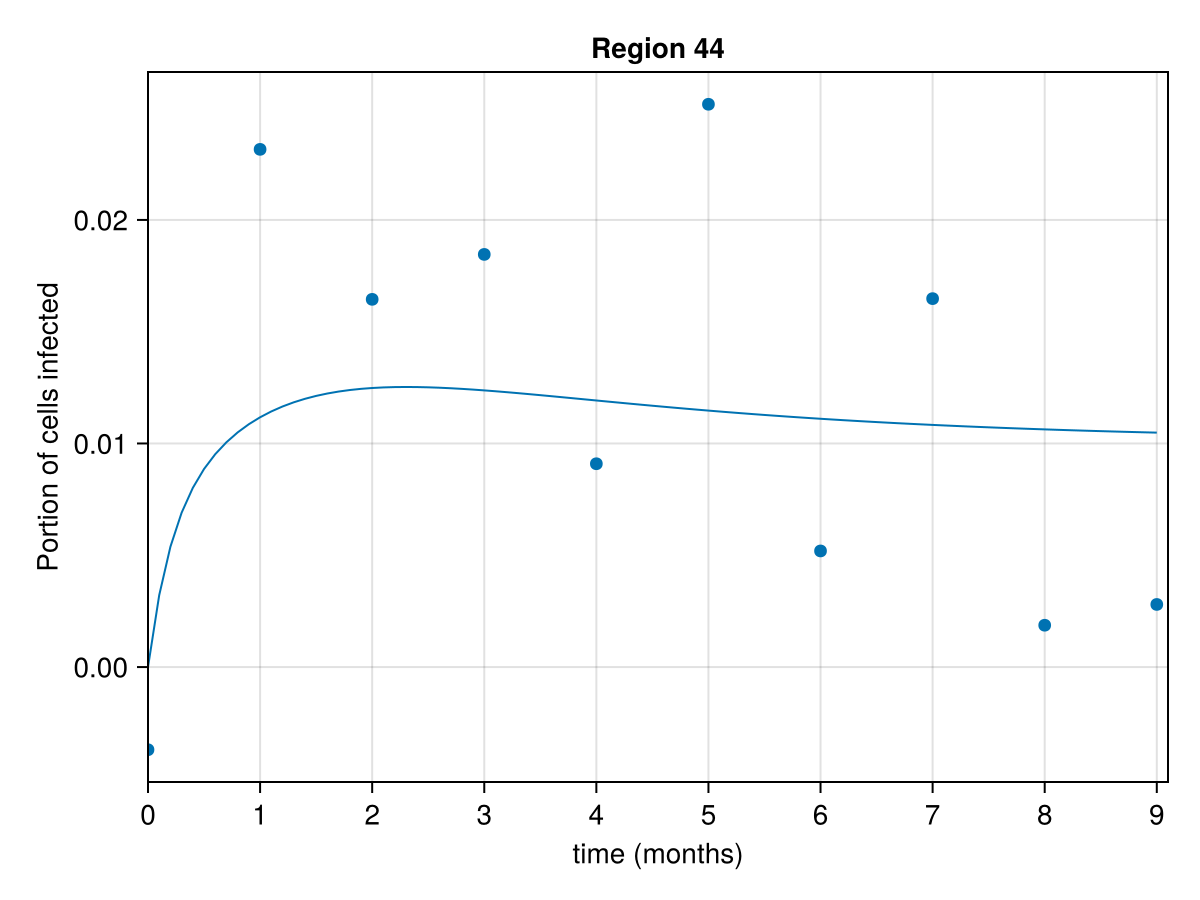 Region 44
Portion of cells infected
0.02
0.01
0.00
0 1 2 3 4 5 6 7 8 9
time (months)